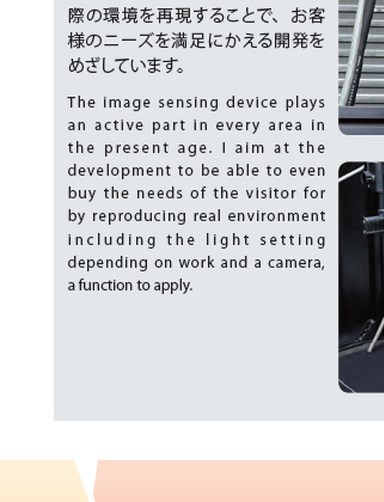 際の環境を再現することで、お客
様のニーズを満足にかえる開発を
めざしています。
The image sensing device plays
an active part in every area in
the present age. I aim at the
development to be able to even
buy the needs of the visitor for
by reproducing real environment
including the light setting
depending on work and a camera,
a function to apply.